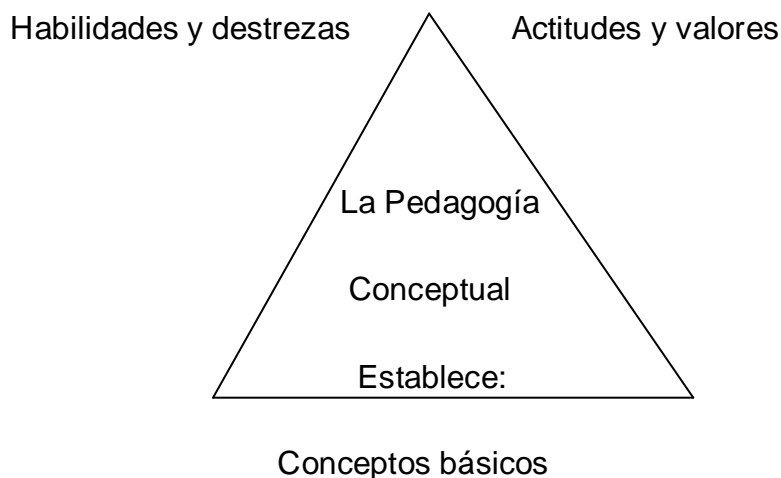 Habilidades y destrezas
Actitudes y valores
La Pedagogía
Conceptual
Establece:
Conceptos básicos